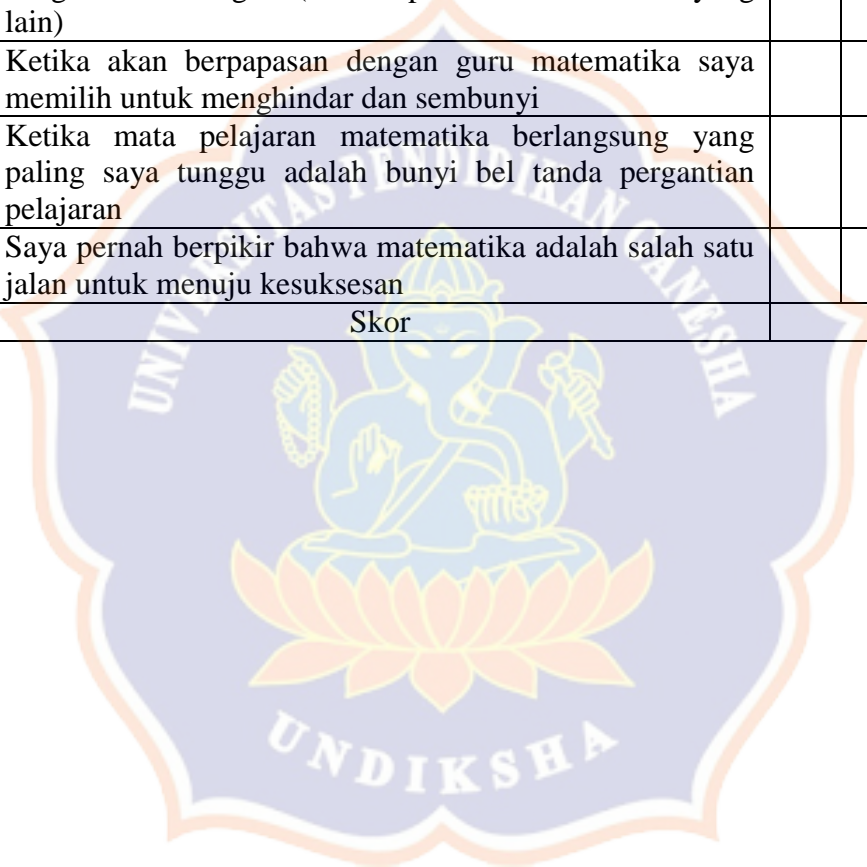 lain)
Ketika akan berpapasan dengan guru matematika saya
memilih untuk menghindar dan sembunyi
Ketika mata pelajaran matematika berlangsung yang
paling saya tunggu adalah bunyi bel tanda pergantian
pelajaran
Saya pernah berpikir bahwa matematika adalah salah satu
jalan untuk menuju kesuksesan
Skor
UNIVERSITAS PENDIDIKAN GANESHA
UNDIKSHA